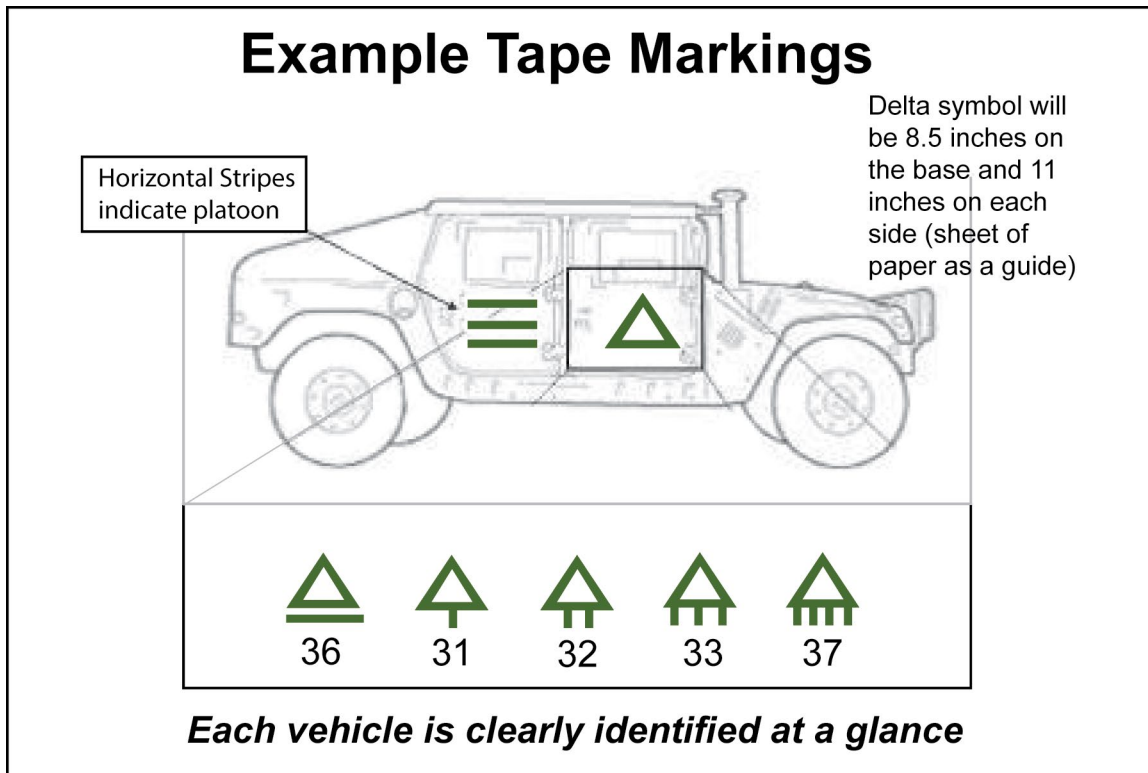 Example Tape Markings
Delta symbol will
be 8.5 inches on
the base and 11
inches on each
side (sheet of
paper as a guide)
Horizontal Stripes
indicate platoon
36 31 32 33 37
Each vehicle is clearly identified at a glance